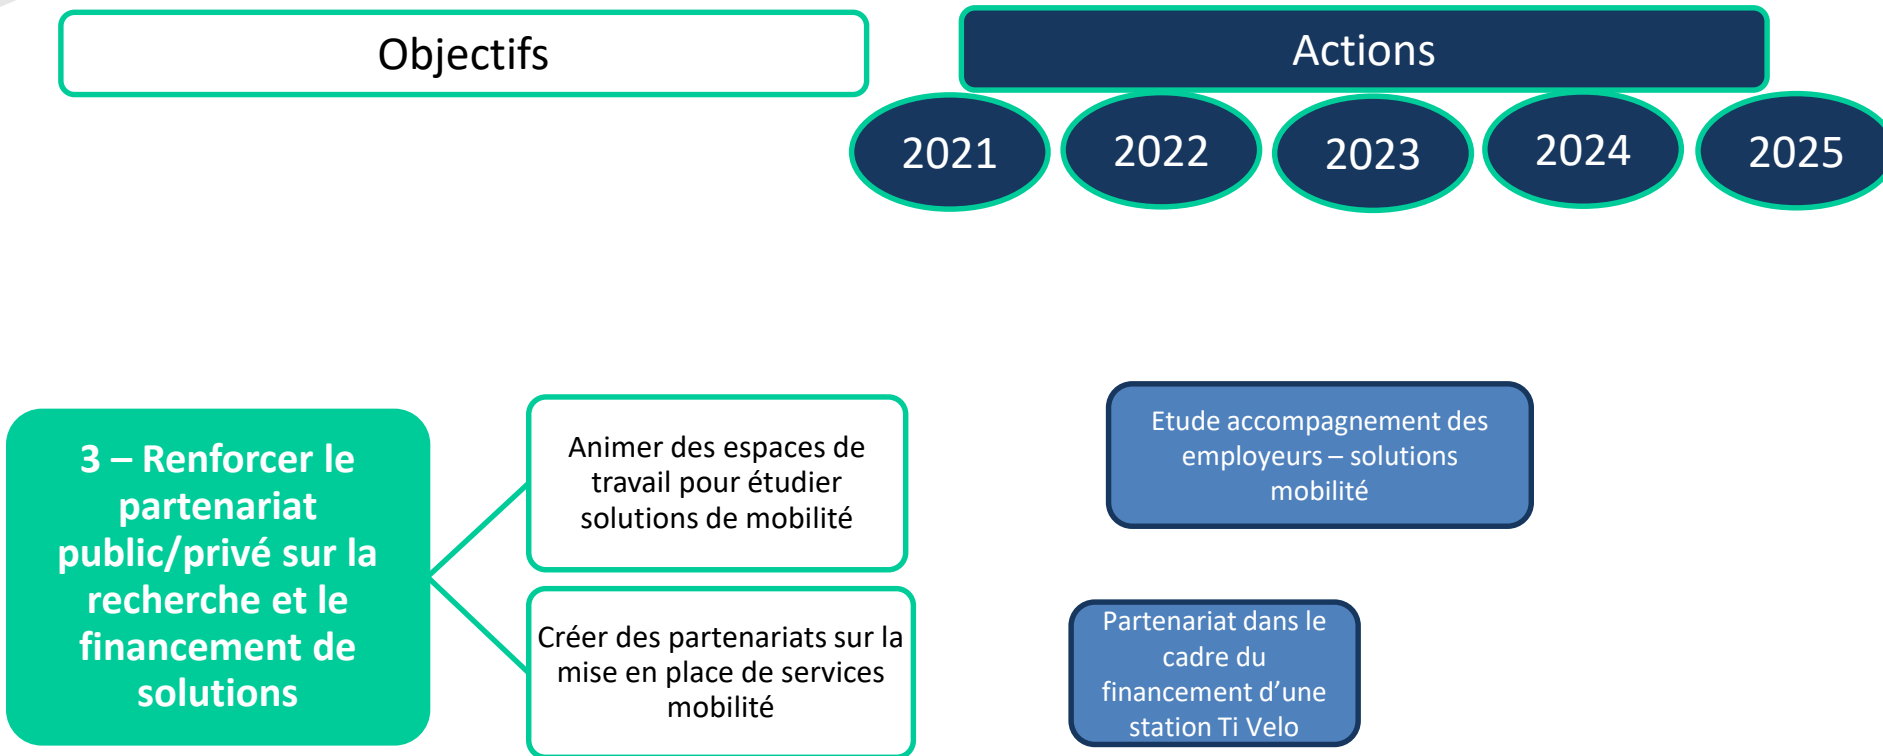 Objectifs
Actions
2021
2022
2023
2024
2025
3 – Renforcer le
partenariat
public/privé sur la
recherche et le
financement de
solutions
Animer des espaces de
travail pour étudier
solutions de mobilité
Etude accompagnement des
employeurs – solutions
mobilité
Créer des partenariats sur la
mise en place de services
mobilité
Partenariat dans le
cadre du
financement d’une
station Ti Velo